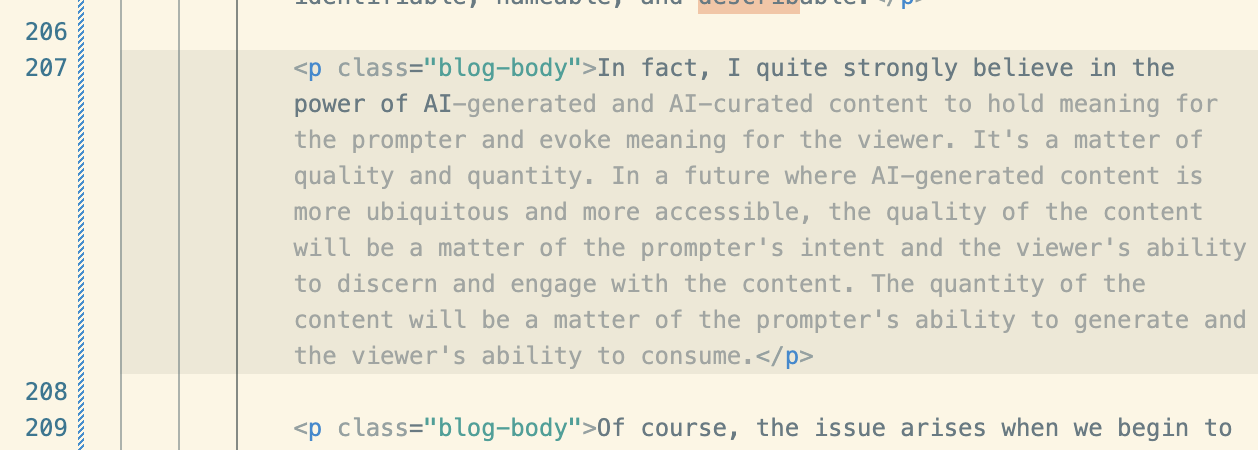 identifiable, nameable, and describable.</p>
206
207 <p class="blog-body">In fact, I quite strongly believe in the
power of AI-generated and AI-curated content to hold meaning for
the prompter and evoke meaning for the viewer. It's a matter of
quality and quantity. In a future where AI-generated content is
more ubiquitous and more accessible, the quality of the content
will be a matter of the prompter's intent and the viewer's ability
to discern and engage with the content. The quantity of the
content will be a matter of the prompter's ability to generate and
the viewer's ability to consume.</p>
208
209 <p class="blog-body">Of course, the issue arises when we begin to